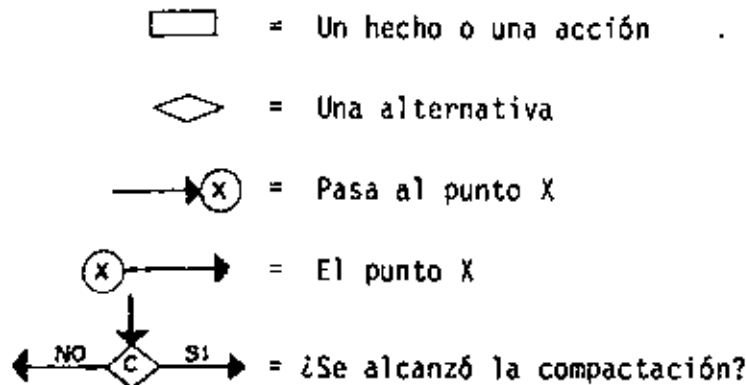 = Un hecho o una acción .
= Una alternativa
X = Pasa al punto X
X = El punto X
NO C SI = ¿Se alcanzó la compactación?